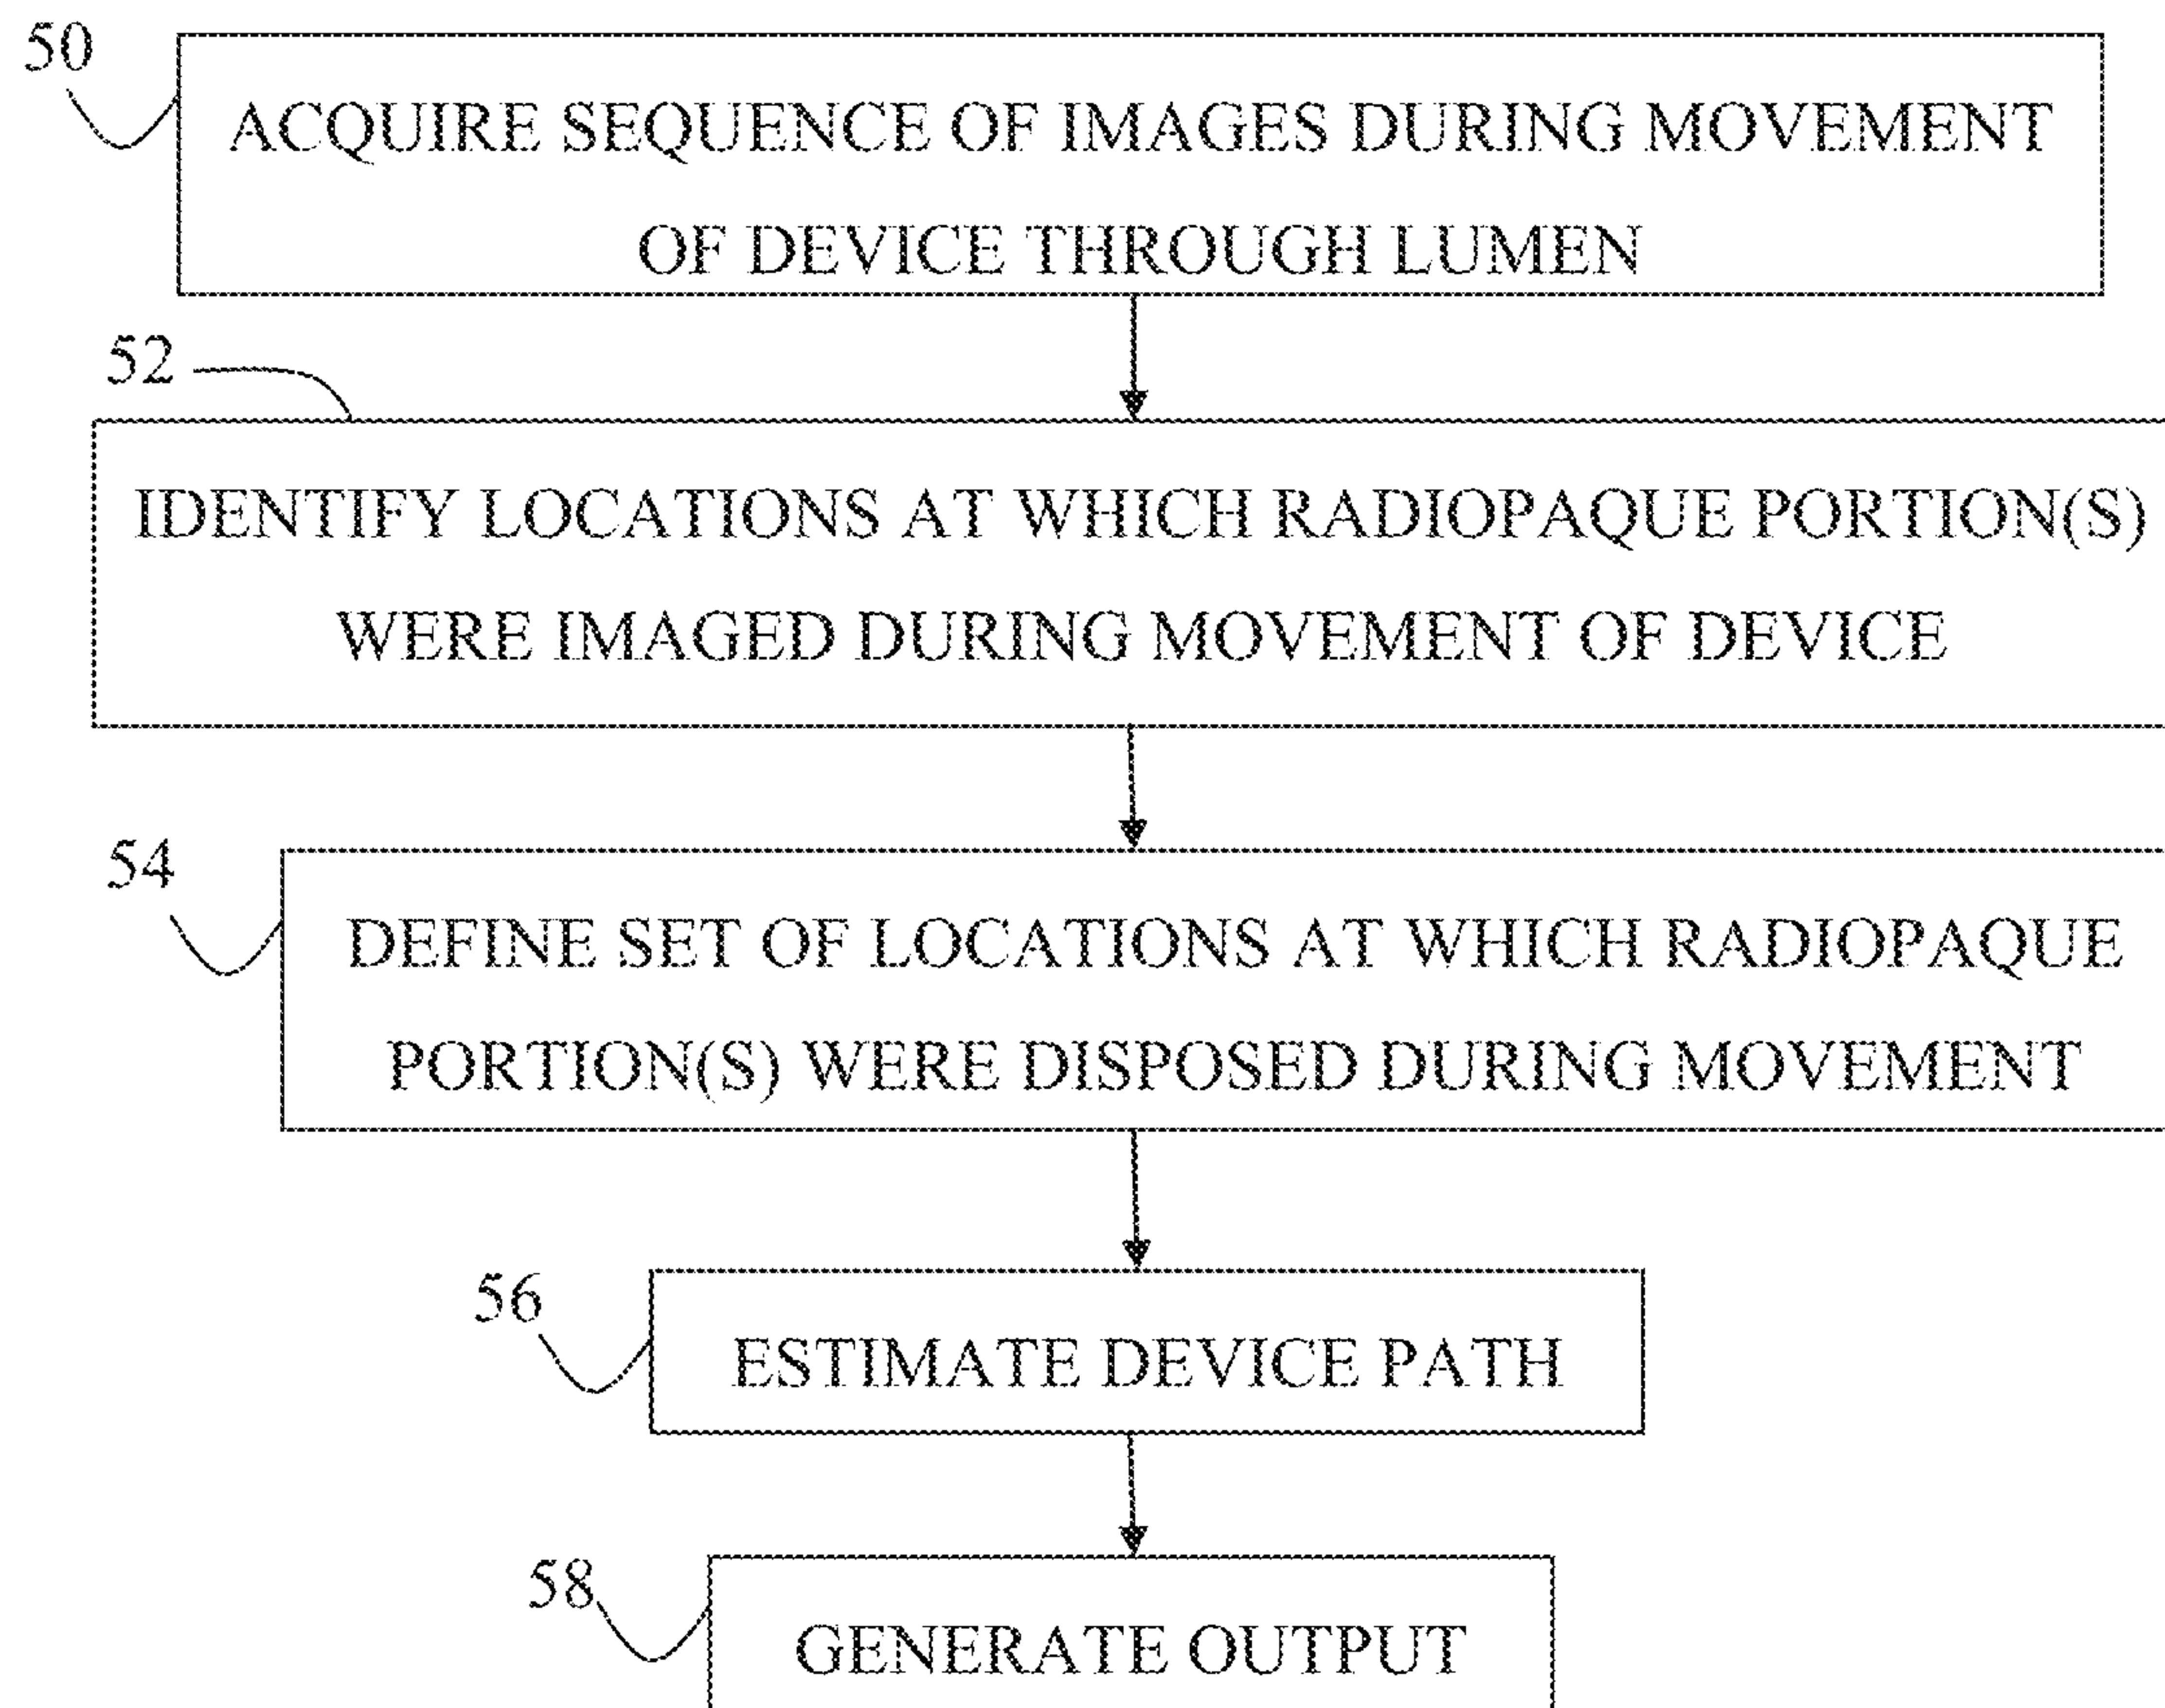 50
ACQUIRE SEQUENCE OF IMAGES DURING MOVEMENT
OF DEVICE THROUGH LUMEN
52
IDENTIFY LOCATIONS AT WHICH RADIOPAQUE PORTION(S)
WERE IMAGED DURING MOVEMENT OF DEVICE
54
DEFINE SET OF LOCATIONS AT WHICH RADIOPAQUE
PORTION(S) WERE DISPOSED DURING MOVEMENT
56
ESTIMATE DEVICE PATH
58
GENERATE OUTPUT